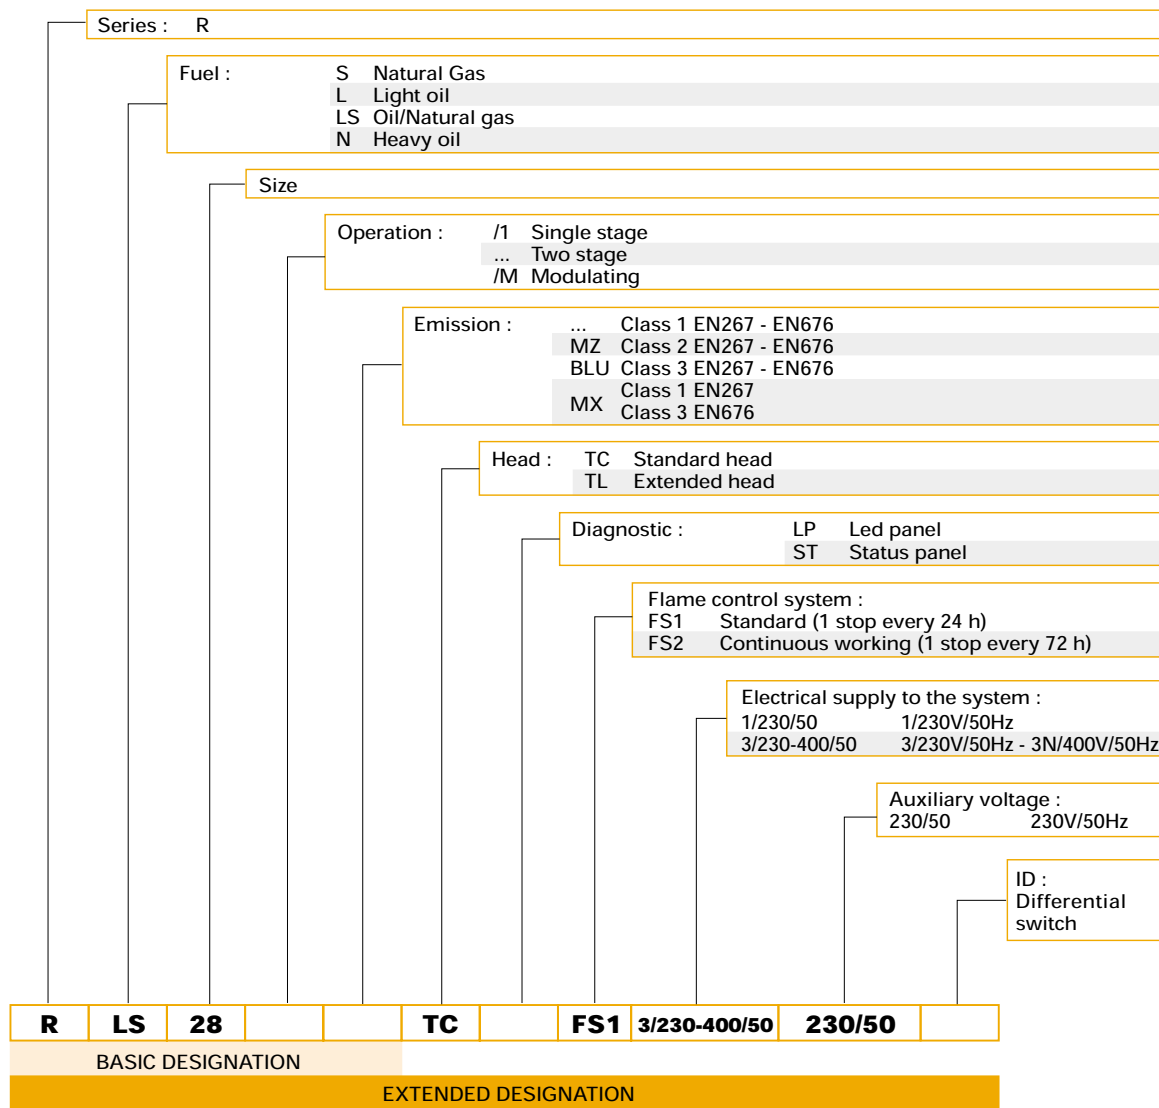 Series : R
Fuel : S Natural Gas
L Light oil
LS Oil/Natural gas
N Heavy oil
Size
Operation : /1 Single stage
... Two stage
/M Modulating
Emission : ... Class 1 EN267 - EN676
MZ Class 2 EN267 - EN676
BLU Class 3 EN267 - EN676
MX Class 1 EN267
Class 3 EN676
Head : TC Standard head
TL Extended head
Diagnostic : LP Led panel
ST Status panel
Flame control system :
FS1 Standard (1 stop every 24 h)
FS2 Continuous working (1 stop every 72 h)
Electrical supply to the system :
1/230/50 1/230V/50Hz
3/230-400/50 3/230V/50Hz - 3N/400V/50Hz
Auxiliary voltage :
230/50 230V/50Hz
ID :
Differential
switch
R LS 28 TC FS1 3/230-400/50 230/50
BASIC DESIGNATION
EXTENDED DESIGNATION